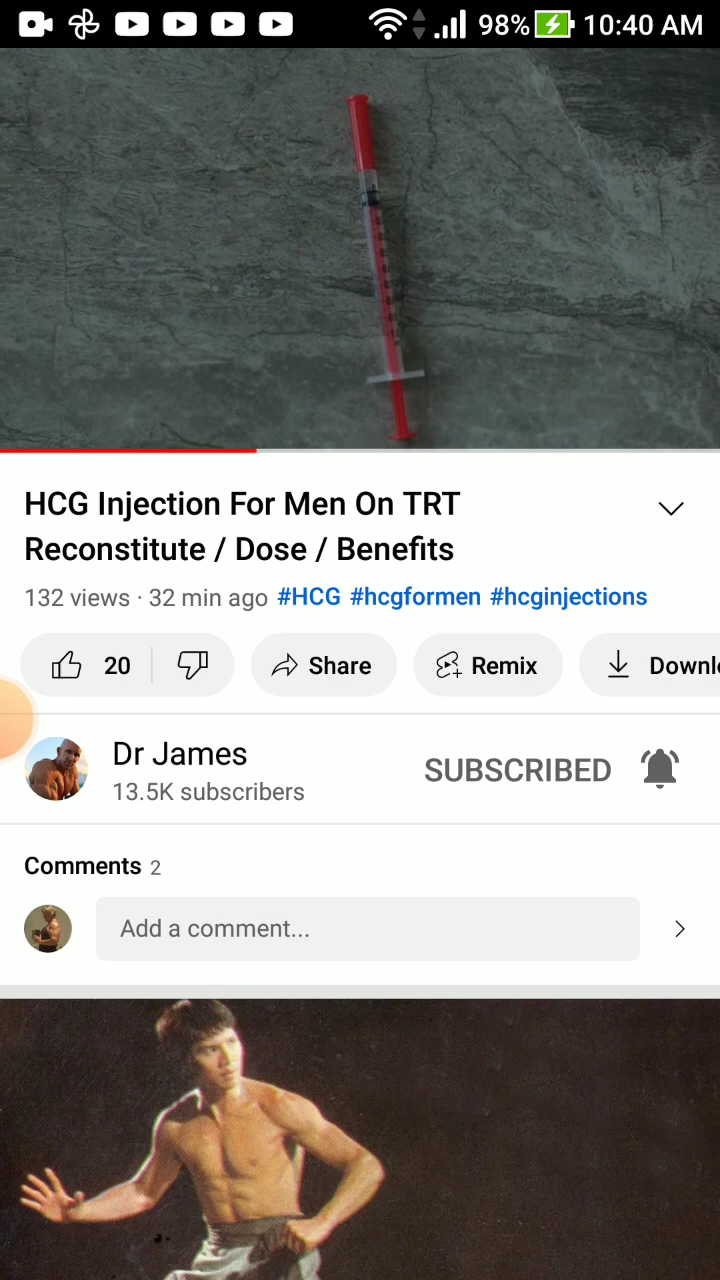 98% 10:40 AM
HCG Injection For Men On TRT
Reconstitute / Dose / Benefits
132 views · 32 min ago #HCG #hcgformen #hcginjections
20 Share Remix Downl
Dr James
13.5K subscribers
SUBSCRIBED
Comments 2
Add a comment...